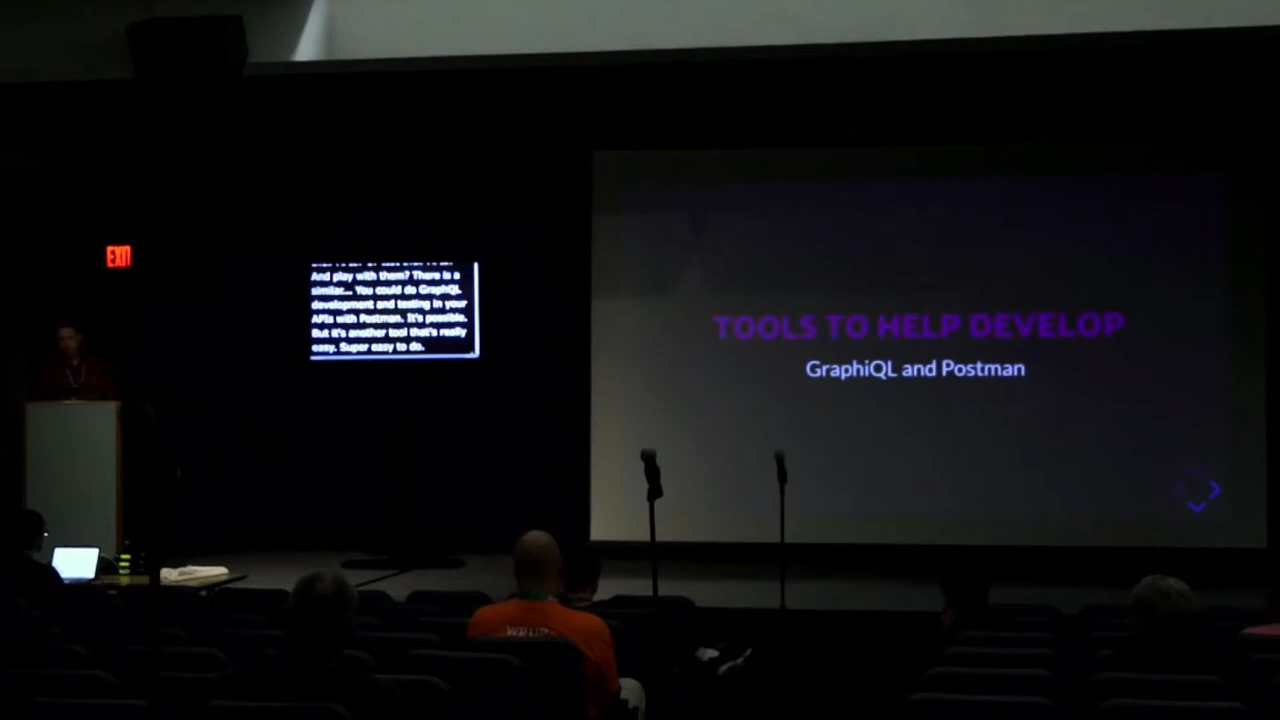 EXIT
And play with them? There is a
similar... You could do GraphQL
development and testing in your
APIs with Postman. It's possible.
But it's another tool that's really
easy. Super easy to do.
TOOLS TO HELP DEVELOP
GraphiQL and Postman